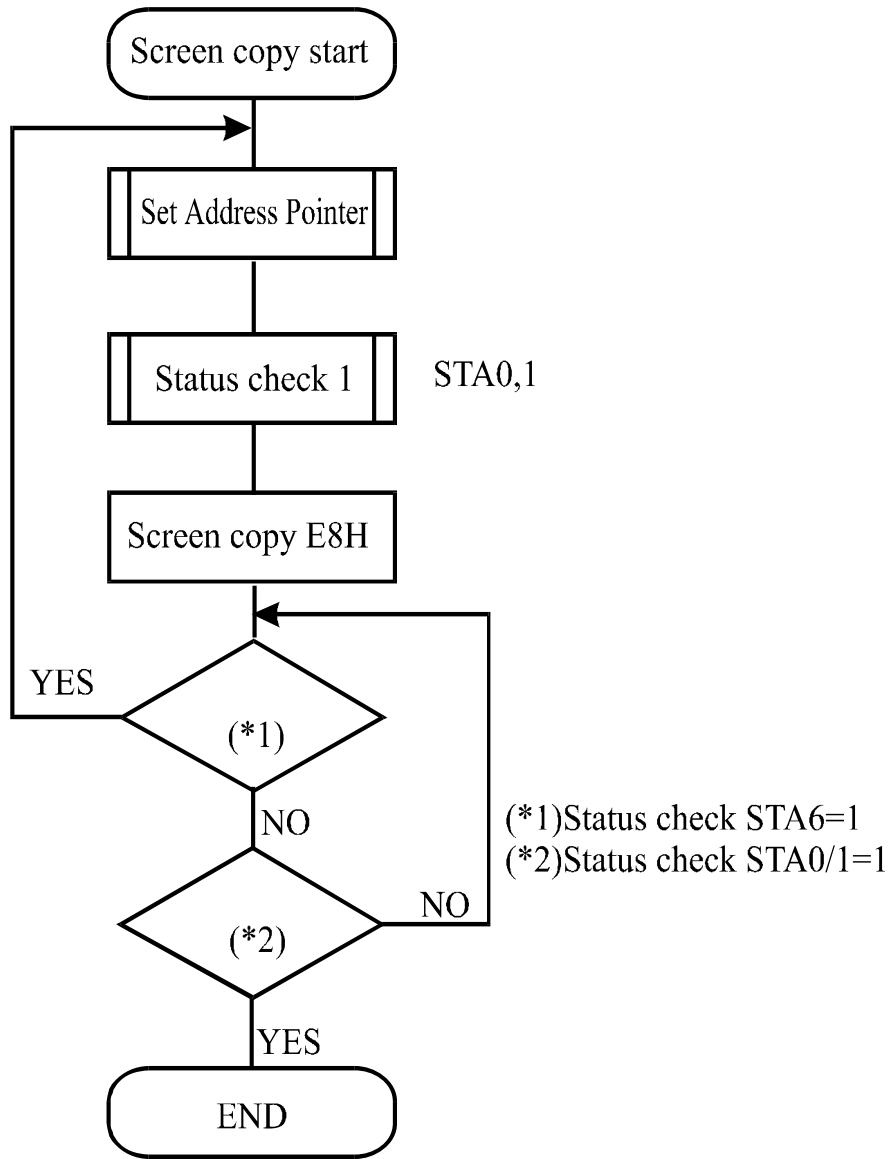 Screen copy start
Set Address Pointer
Status check 1
STA0,1
Screen copy E8H
YES
(*1)
NO
(*1)Status check STA6=1
(*2)Status check STA0/1=1
NO
(*2)
YES
END